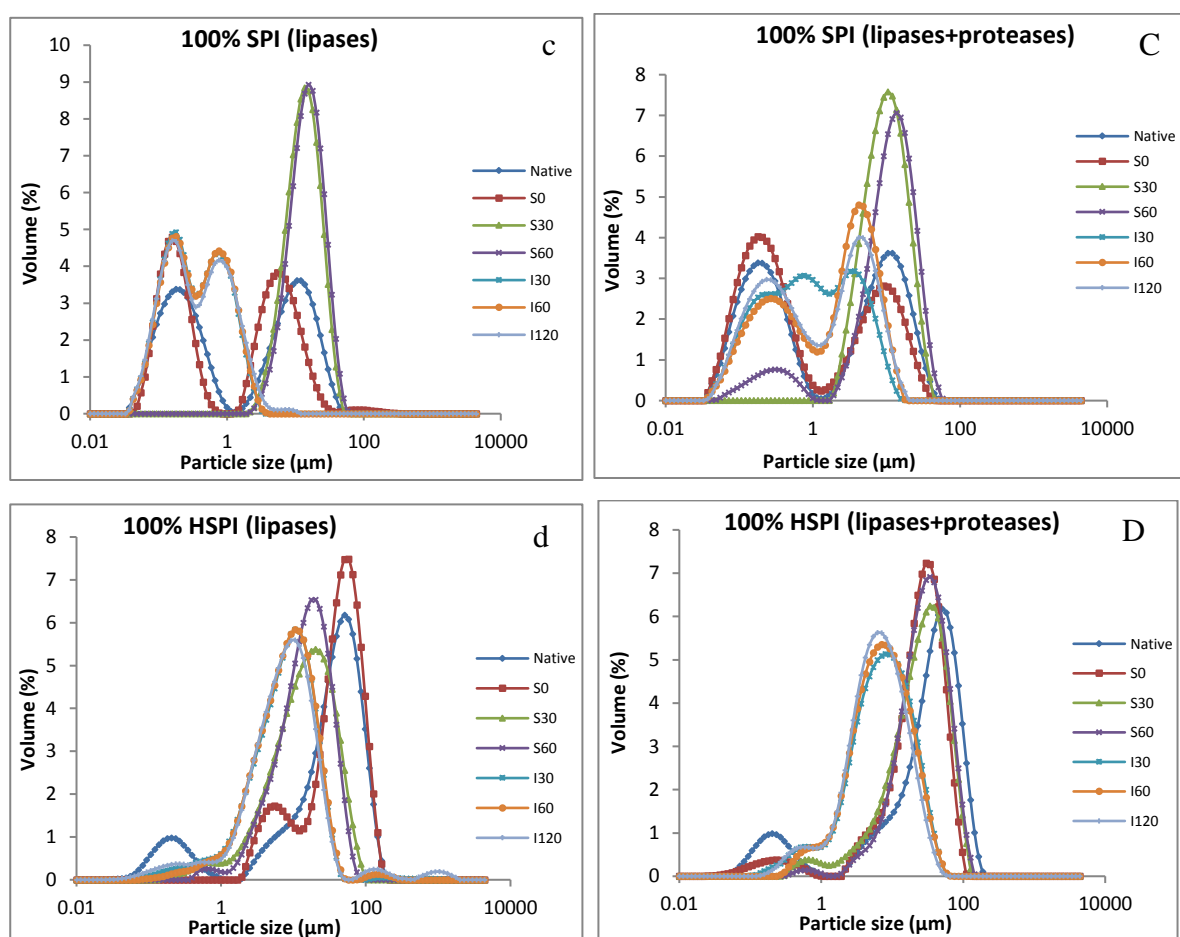 100% SPI (lipases)
c
Volume (%)
10
9
8
7
6
5
4
3
2
1
0
0.01
1
100
10000
Particle size (µm)
Native
S0
S30
S60
I30
I60
I120
100% SPI (lipases+proteases)
C
Volume (%)
8
7
6
5
4
3
2
1
0
0.01
1
100
10000
Particle size (µm)
Native
S0
S30
S60
I30
I60
I120
100% HSPI (lipases)
d
Volume (%)
8
7
6
5
4
3
2
1
0
0.01
1
100
10000
Particle size (µm)
Native
S0
S30
S60
I30
I60
I120
100% HSPI (lipases+proteases)
D
Volume (%)
8
7
6
5
4
3
2
1
0
0.01
1
100
10000
Particle size (µm)
Native
S0
S30
S60
I30
I60
I120